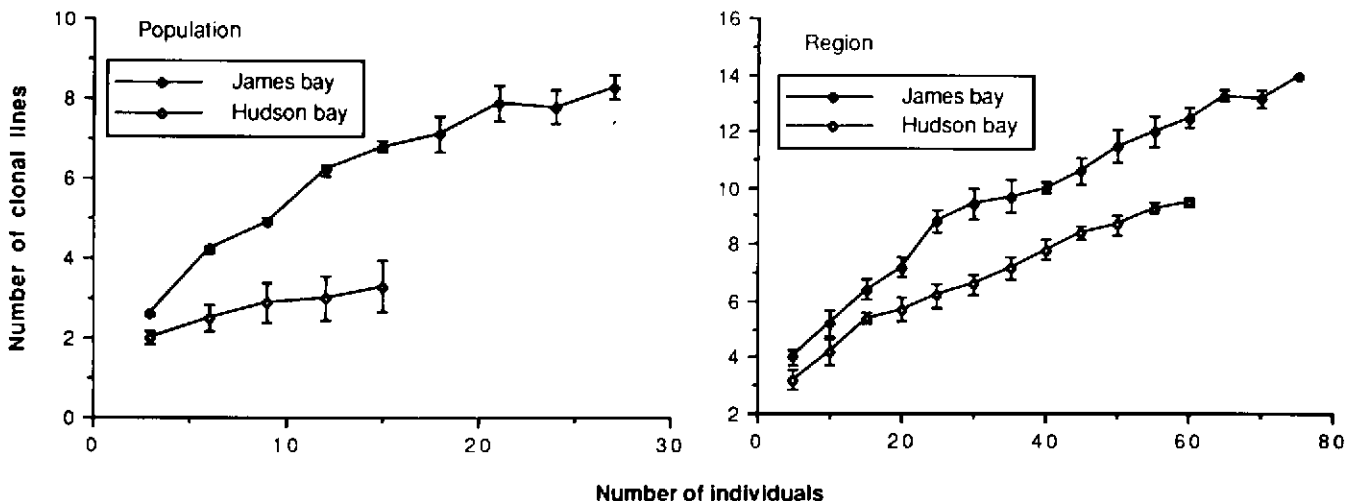 Number of clonal lines
10
8
6
4
2
0
Population
James bay
Hudson bay
0
10
20
30
16
14
12
10
8
6
4
2
Region
James bay
Hudson bay
0
20
40
60
80
Number of individuals